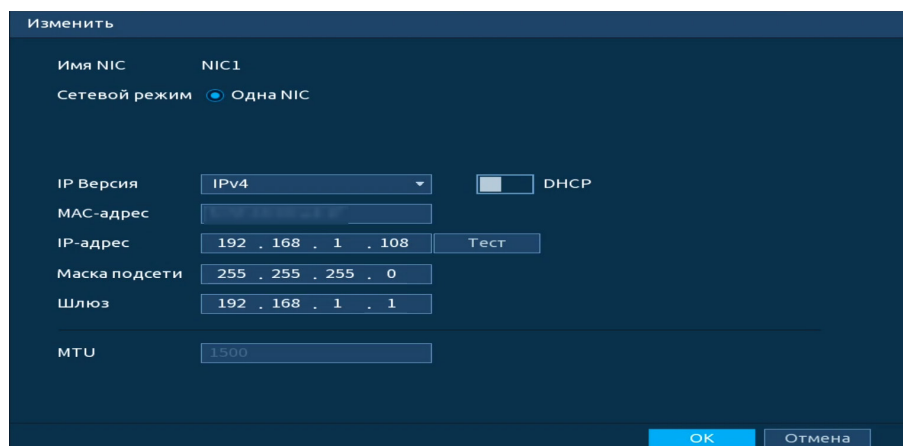 Изменить
Имя NIC NIC1
Сетевой режим Одна NIC
IP Версия IPv4 DHCP
MAC-адрес
IP-адрес 192 . 168 . 1 . 108 Тест
Маска подсети 255 . 255 . 255 . 0
Шлюз 192 . 168 . 1 . 1
MTU 1500
OK Отмена